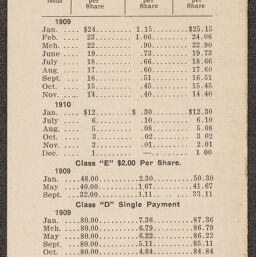 Issue per Share per Share per Share
1909
Jan. .... $24 .......... 1.15 ........ $25.15
Feb. .... 23 .......... 1.06 ........ 24.06
Mch. .... 22 .......... .90 ........ 22.90
June .... 19 .......... .73 ........ 19.73
July .... 18 .......... .66 ........ 18.66
Aug. .... 17 .......... .60 ........ 17.60
Sept. .... 16 .......... .51 ........ 16.51
Oct. .... 15 .......... .45 ........ 15.45
Nov. .... 14 .......... .40 ........ 14.40
1910
Jan. .... $12 .......... $ .30 ........ $12.30
July .... 6 .......... .10 ........ 6.10
Aug. .... 5 .......... .08 ........ 5.08
Oct. .... 3 .......... .02 ........ 3 02
Nov. .... 2 .......... .01 ........ 2.01
Dec. .... 1 .......... —........ 1 00
Class "E" $2.00 Per Share.
1909
Jan. ....48.00 ..........2.30 ........50.30
May ....40.00 ..........1.67 ........41.67
Sept. ....32.00 ..........1.11 ........33.11
Class "D" Single Payment
1909
Jan. ....80.00 ..........7.36 ........87.36
Mch. ....80.00 ..........6.79 ........86.79
May ....80.00 ..........6.22 ........86.22
Sept. ....80.00 ..........5.11 ........85.11
Oct. ....80.00 ..........4.84 ........84.84